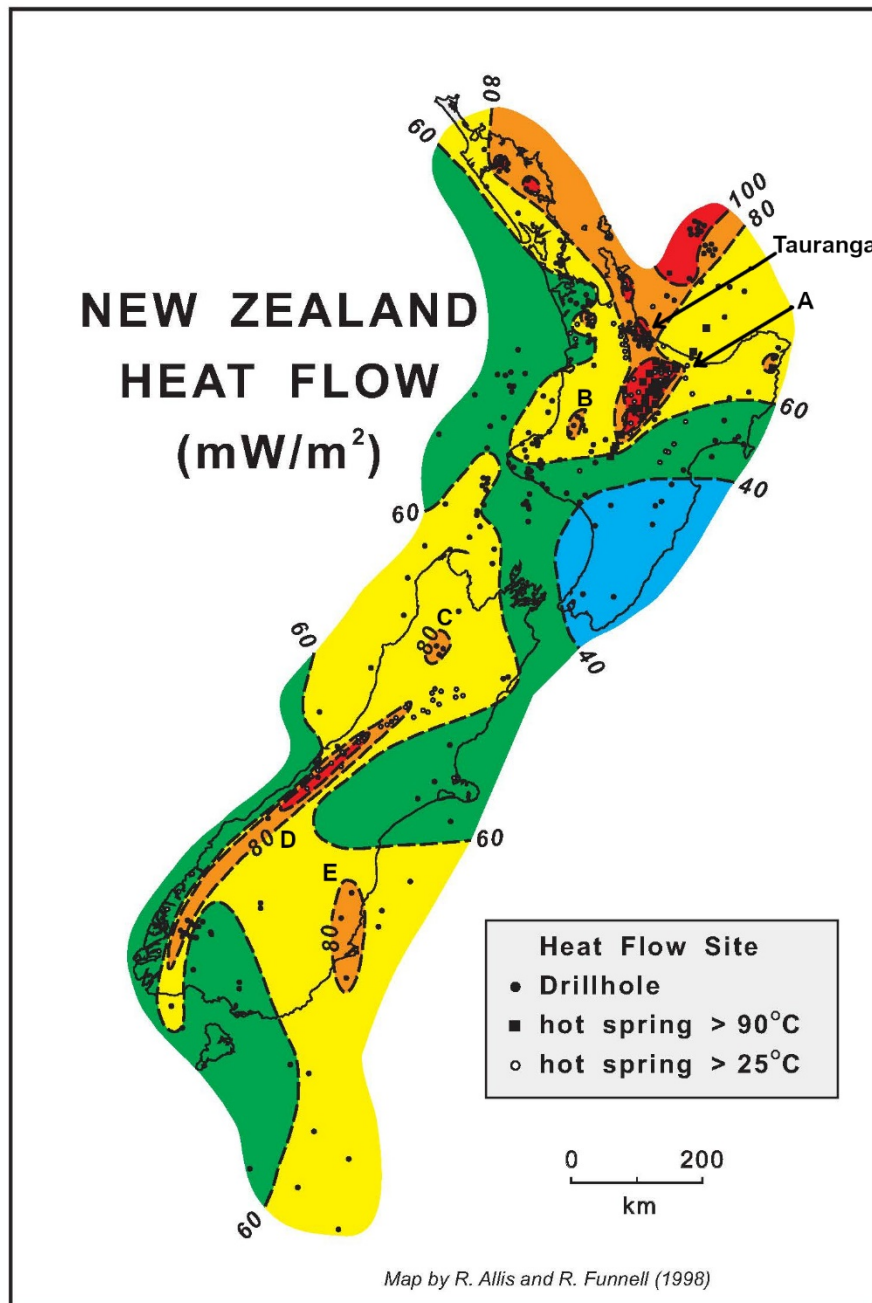 80
60
100
80
Tauranga
A
NEW ZEALAND
HEAT FLOW
(mW/m²)
B
60
40
60
C
80
60
40
D
80
60
E
80
60
Heat Flow Site
Drillhole
hot spring > 90°C
hot spring > 25°C
0 200
km
Map by R. Allis and R. Funnell (1998)